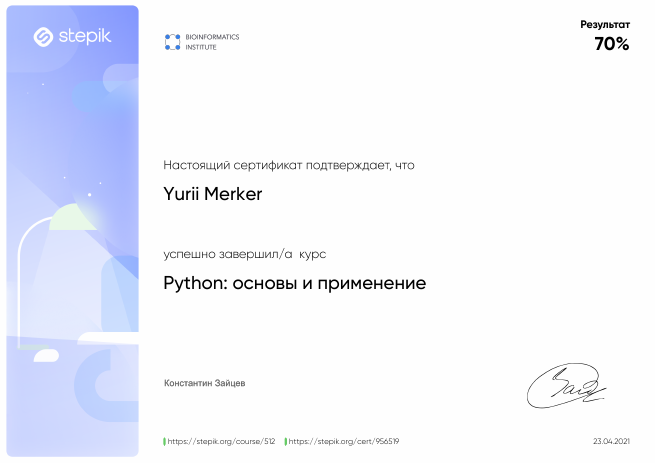 stepik
BIOINFORMATICS
INSTITUTE
Результат
70%
Настоящий сертификат подтверждает, что
Yurii Merker
успешно завершил/а курс
Python: основы и применение
Константин Зайцев
https://stepik.org/course/512 https://stepik.org/cert/956519
23.04.2021